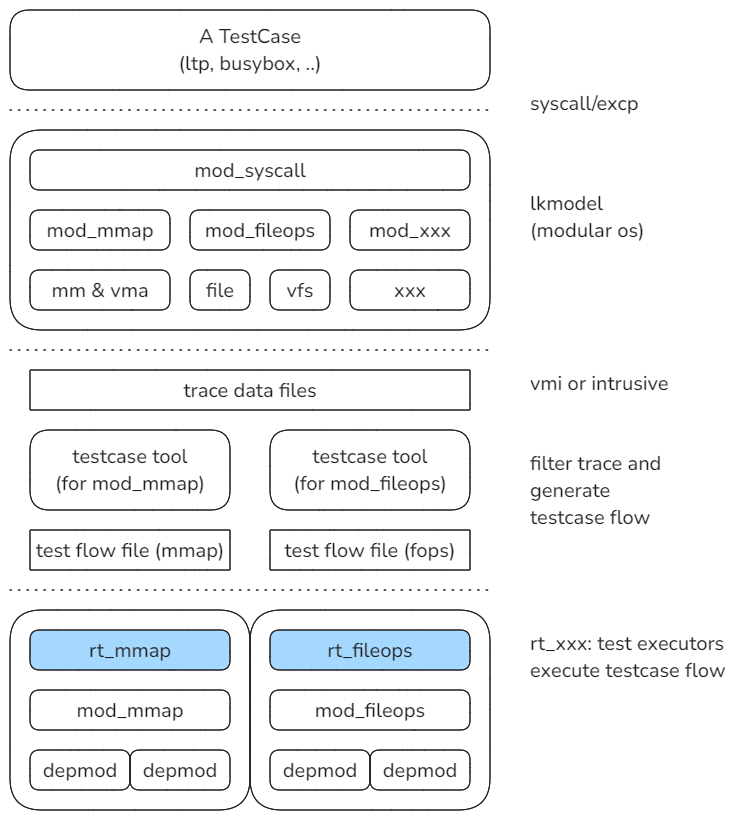 A TestCase
(ltp, busybox, ..)
syscall/excp
mod_syscall
lkmodel
(modular os)
mod_mmap
mod_fileops
mod_xxx
mm & vma
file
vfs
xxx
trace data files
vmi or intrusive
testcase tool
(for mod_mmap)
testcase tool
(for mod_fileops)
filter trace and
generate
testcase flow
test flow file (mmap)
test flow file (fops)
rt_mmap
rt_fileops
rt_xxx: test executors
execute testcase flow
mod_mmap
mod_fileops
depmod
depmod
depmod
depmod